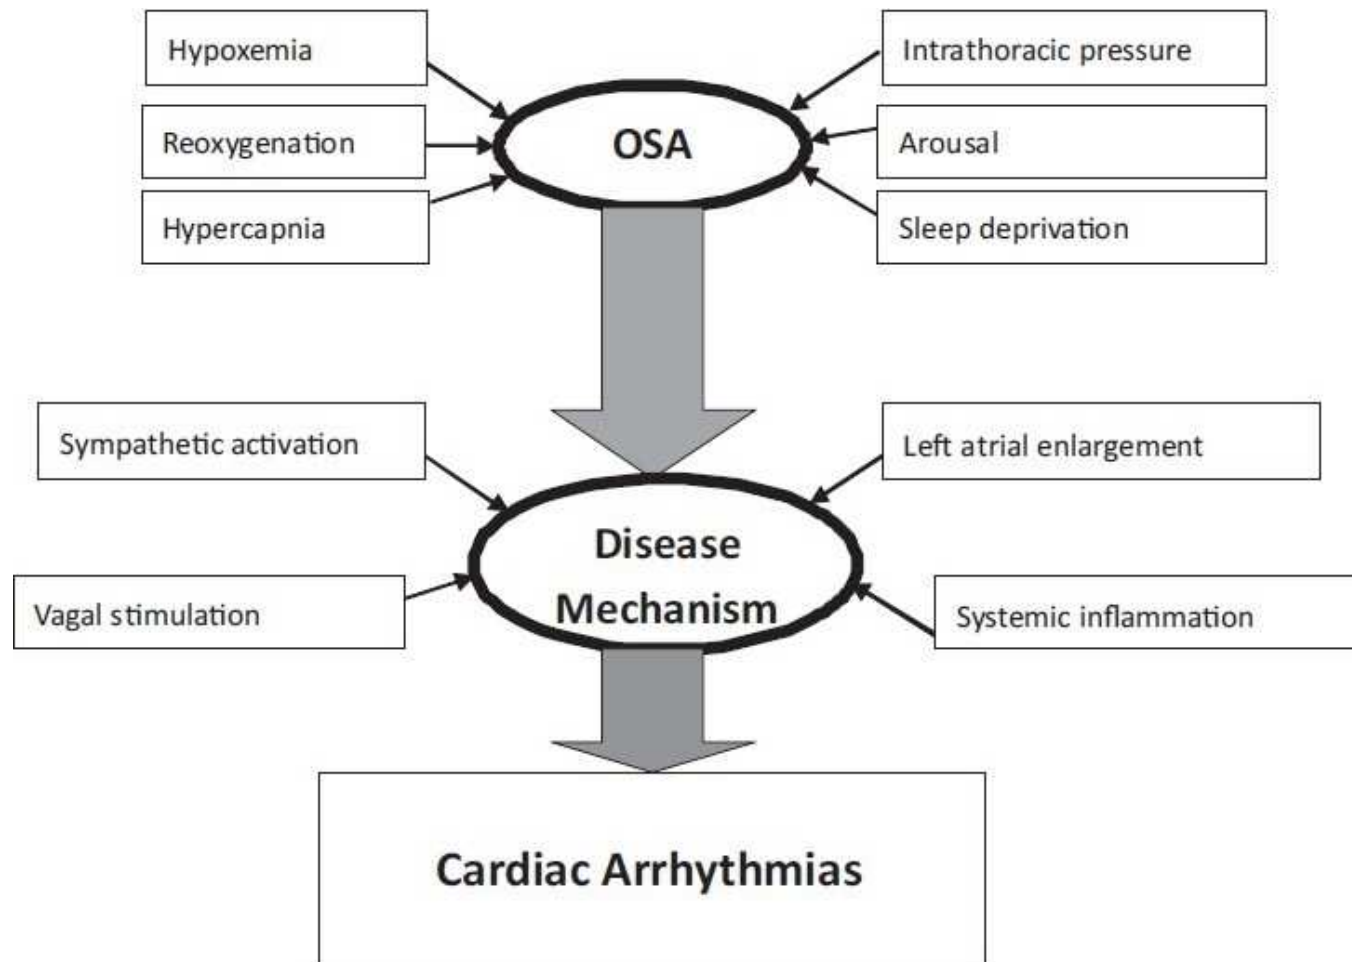 Hypoxemia
Intrathoracic pressure
OSA
Reoxygenation
Arousal
Hypercapnia
Sleep deprivation
Sympathetic activation
Left atrial enlargement
Disease
Mechanism
Vagal stimulation
Systemic inflammation
Cardiac Arrhythmias